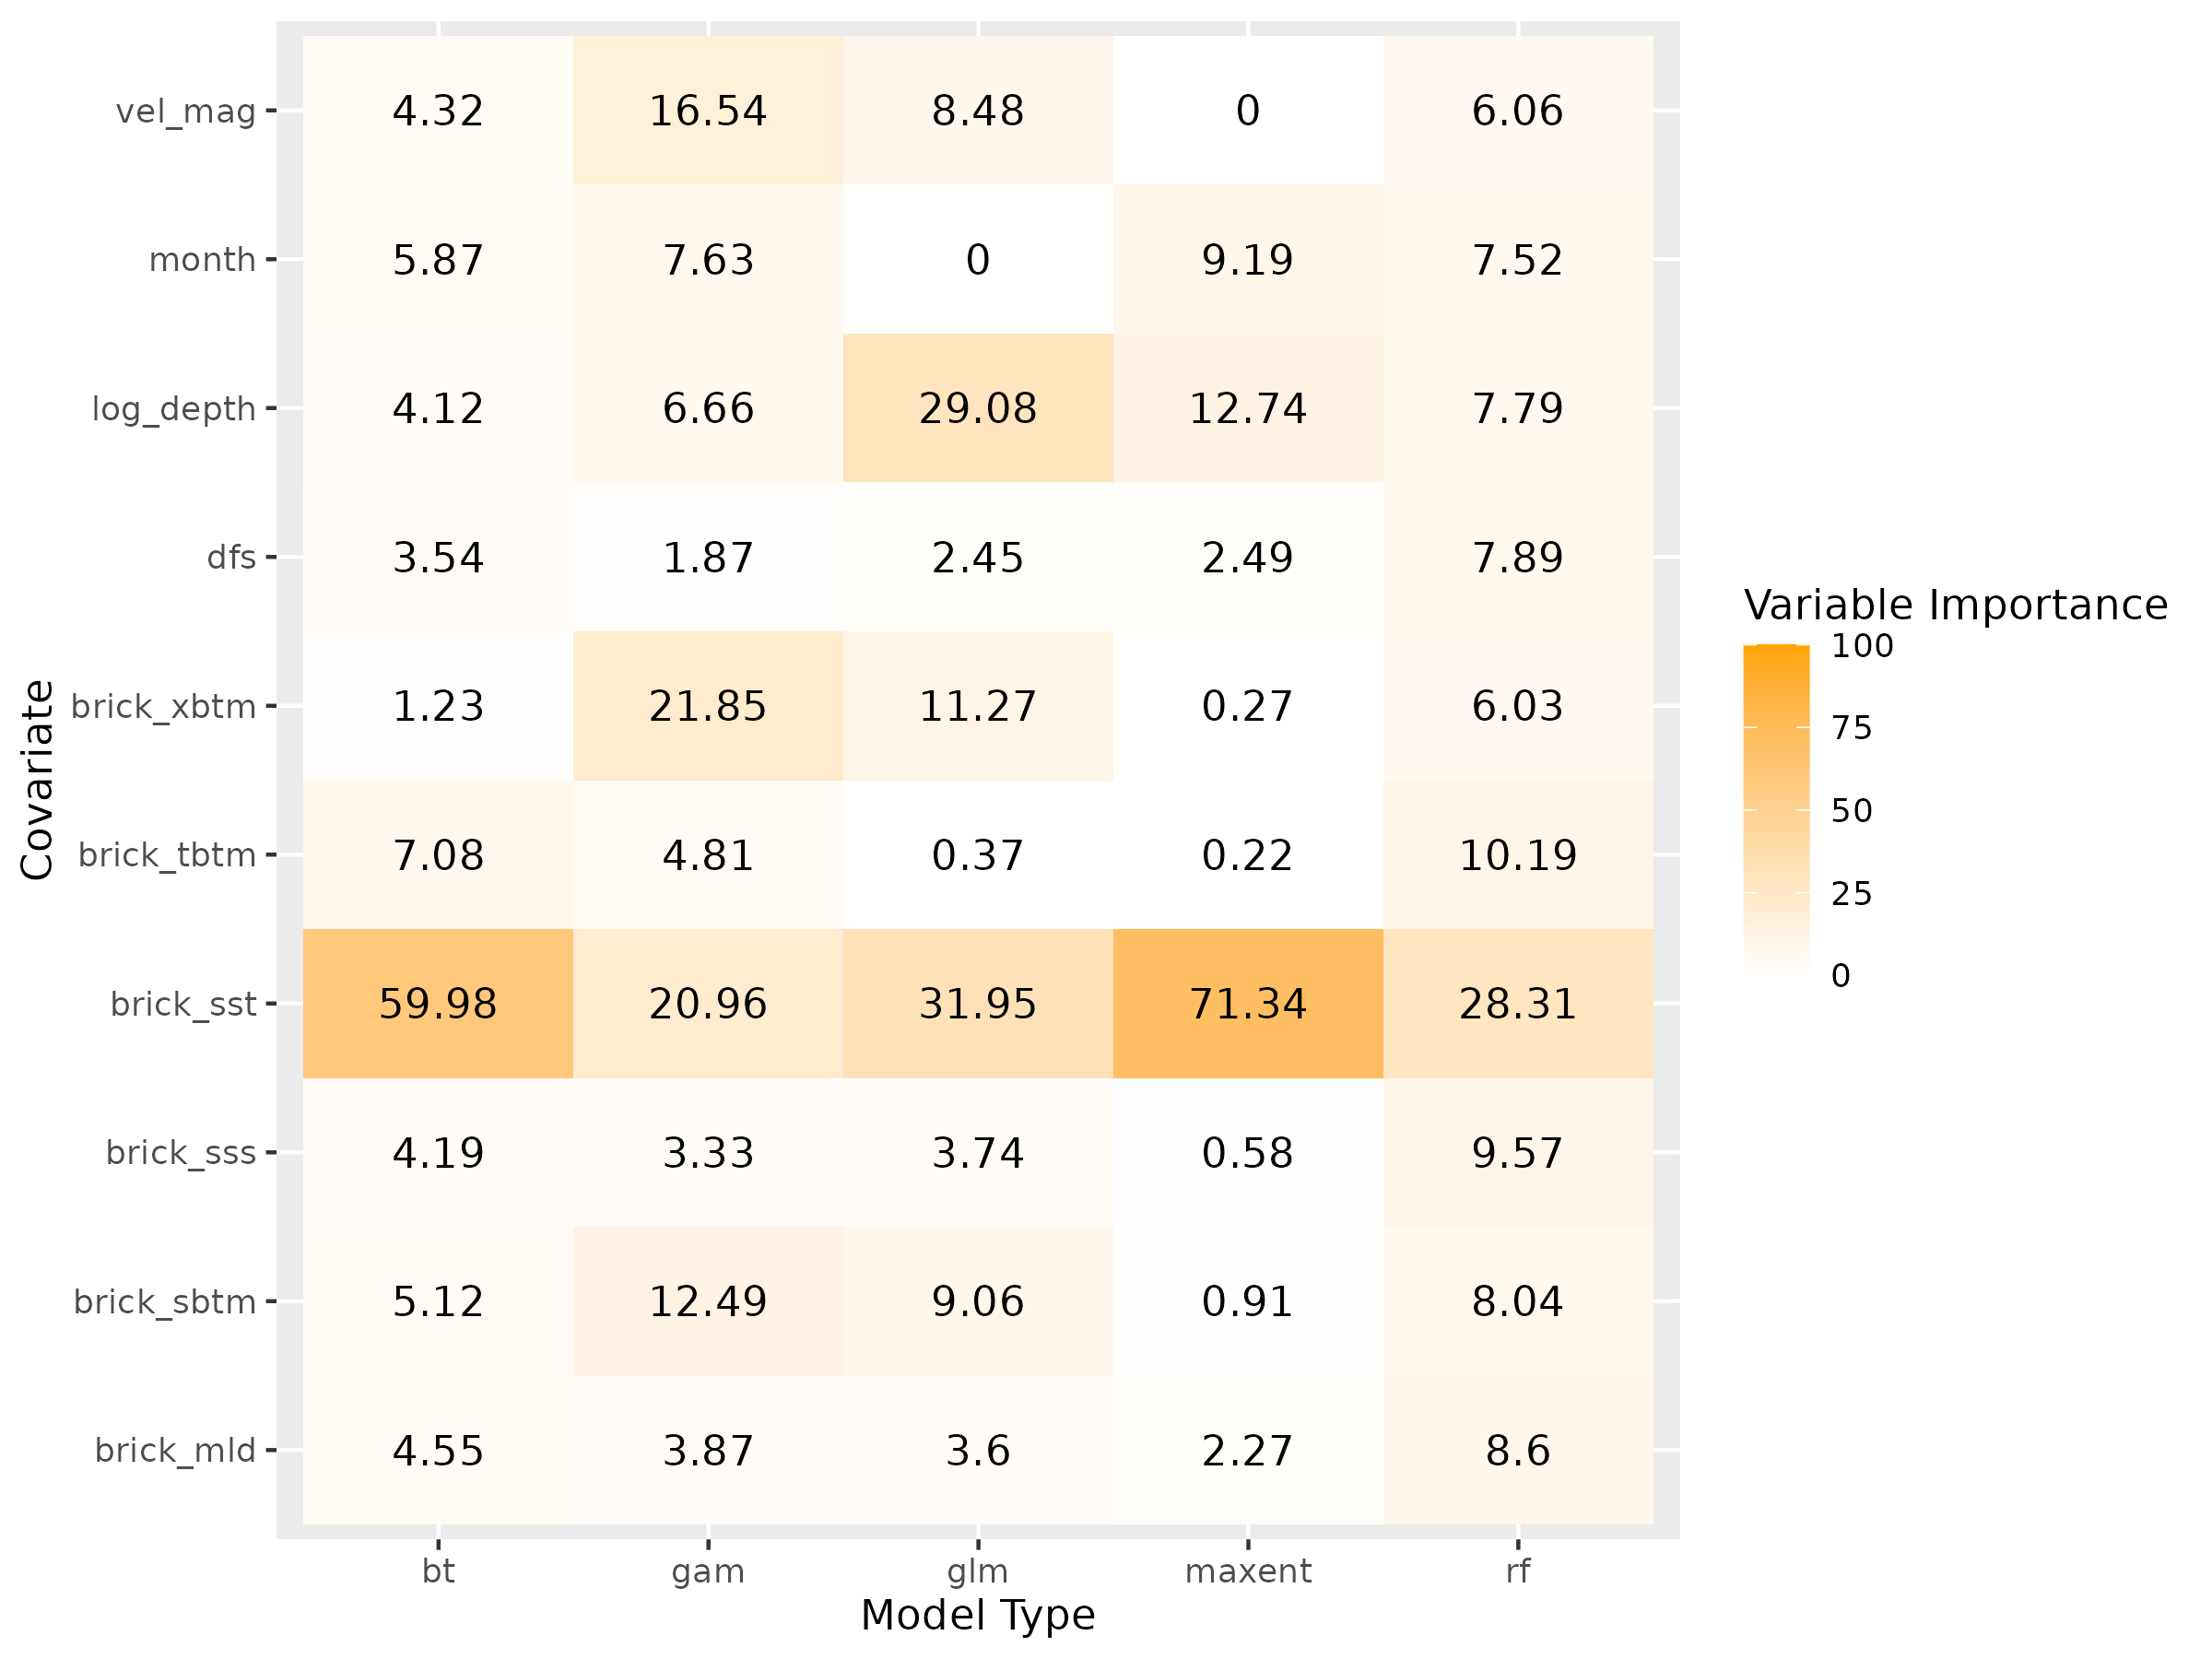 vel_mag 4.32 16.54 8.48 0 6.06
month 5.87 7.63 0 9.19 7.52
log_depth 4.12 6.66 29.08 12.74 7.79
dfs 3.54 1.87 2.45 2.49 7.89
brick_xbtm 1.23 21.85 11.27 0.27 6.03
brick_tbtm 7.08 4.81 0.37 0.22 10.19
brick_sst 59.98 20.96 31.95 71.34 28.31
brick_sss 4.19 3.33 3.74 0.58 9.57
brick_sbtm 5.12 12.49 9.06 0.91 8.04
brick_mld 4.55 3.87 3.6 2.27 8.6
bt gam glm maxent rf
Model Type
Covariate
Variable Importance
100
75
50
25
0